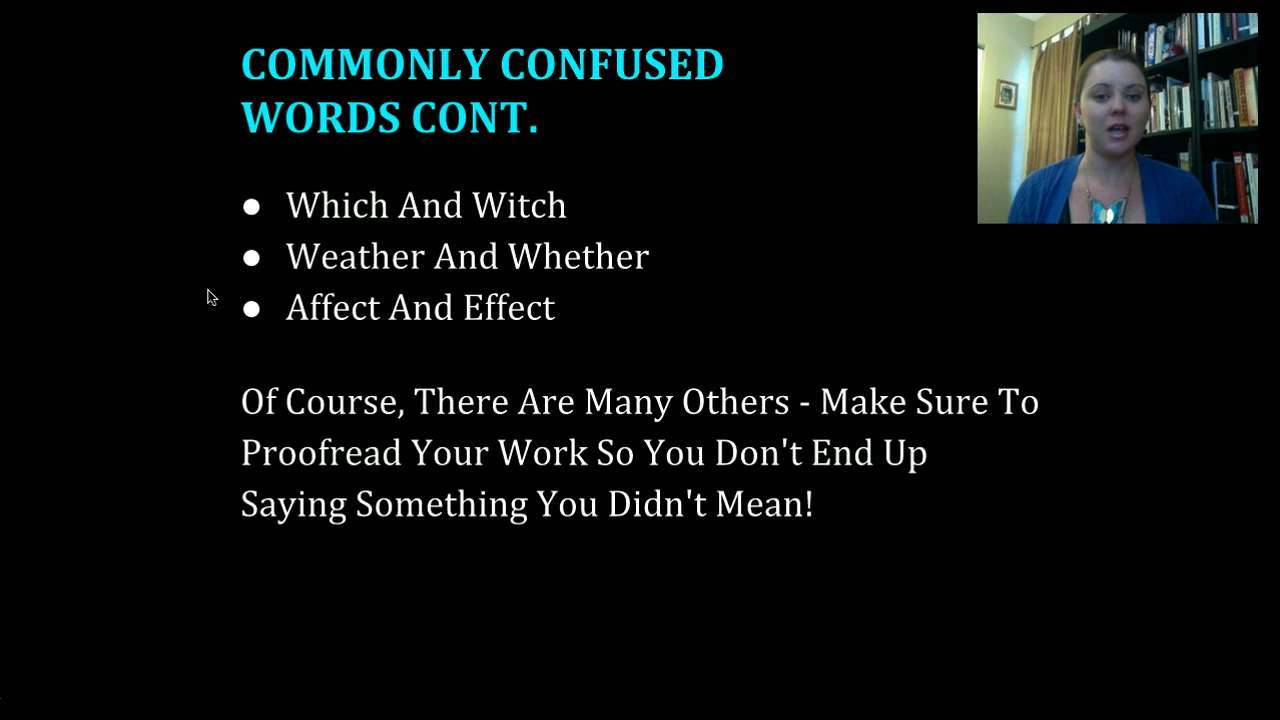 COMMONLY CONFUSED
WORDS CONT.
● Which And Witch
● Weather And Whether
● Affect And Effect
Of Course, There Are Many Others - Make Sure To
Proofread Your Work So You Don't End Up
Saying Something You Didn't Mean!